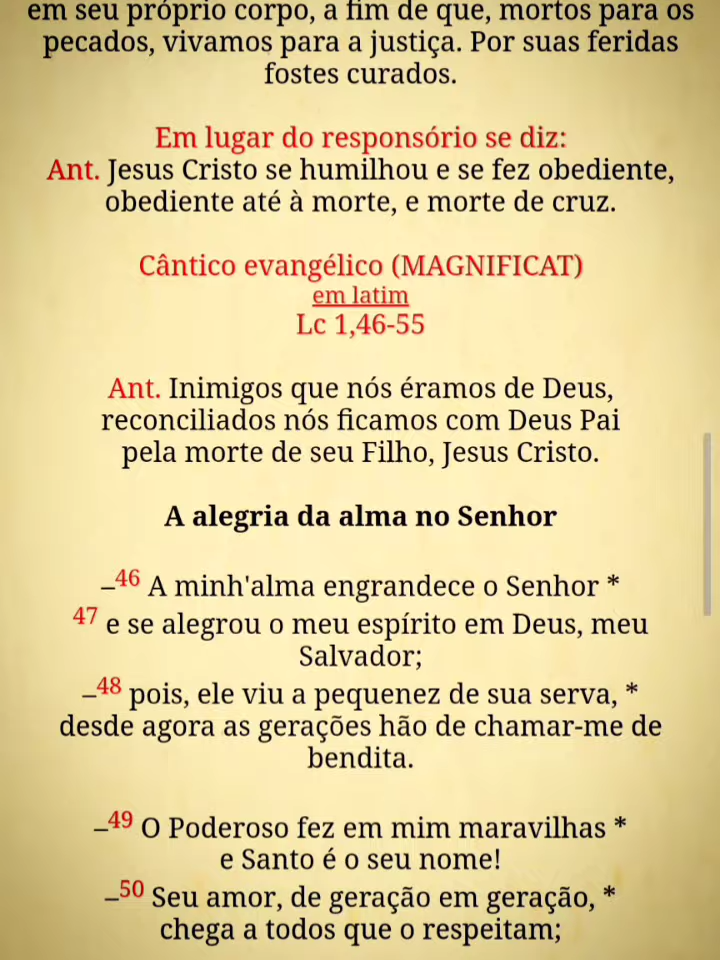 em seu próprio corpo, a fim de que, mortos para os
pecados, vivamos para a justiça. Por suas feridas
fostes curados.
Em lugar do responsório se diz:
Ant. Jesus Cristo se humilhou e se fez obediente,
obediente até à morte, e morte de cruz.
Cântico evangélico (MAGNIFICAT)
em latim
Lc 1,46-55
Ant. Inimigos que nós éramos de Deus,
reconciliados nós ficamos com Deus Pai
pela morte de seu Filho, Jesus Cristo.
A alegria da alma no Senhor
–46 A minh'alma engrandece o Senhor *
47 e se alegrou o meu espírito em Deus, meu
Salvador;
–48 pois, ele viu a pequenez de sua serva, *
desde agora as gerações hão de chamar-me de
bendita.
–49 O Poderoso fez em mim maravilhas *
e Santo é o seu nome!
–50 Seu amor, de geração em geração, *
chega a todos que o respeitam;